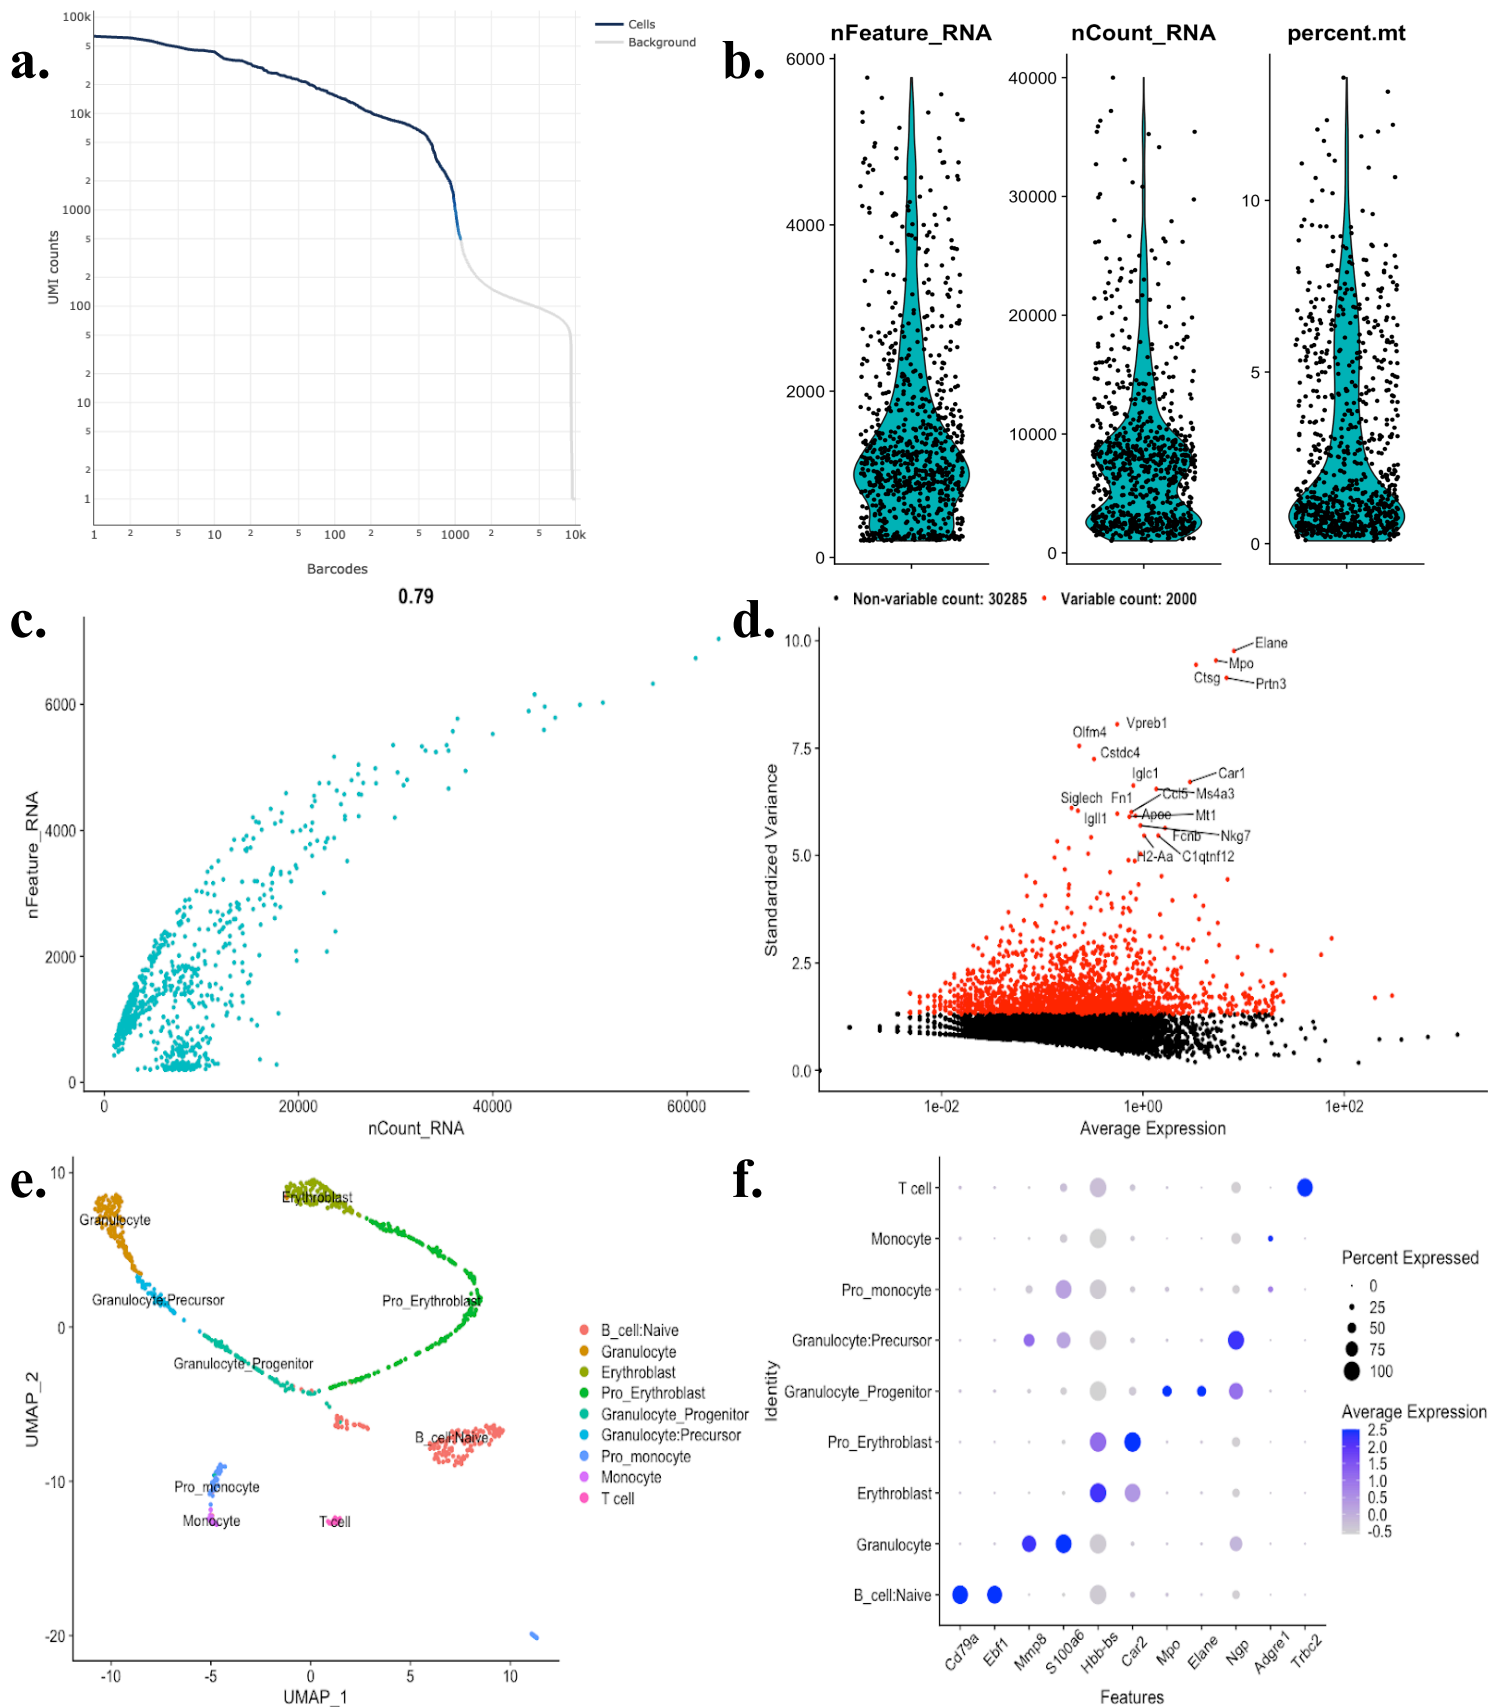 a.
100k
5
2
10k
5
2
1000
5
2
100
5
2
10
5
2
1
UMI counts
1 2 5 10 2 5 100 2 5 1000 2 5 10k
Barcodes
Cells
Background
b.
nFeature_RNA nCount_RNA percent.mt
6000
4000
2000
0
40000
30000
20000
10000
0
10
5
0
c.
0.79
nFeature_RNA
6000
4000
2000
0
0 20000 40000 60000
nCount_RNA
d.
Non-variable count: 30285 Variable count: 2000
Standardized Variance
10.0
7.5
5.0
2.5
0.0
Elane
Mpo
Ctsg
Prtn3
Vpreb1
Olfm4
Cstdc4
Iglc1
Car1
Siglech
Fn1
Ccl5
Ms4a3
Igll1
Apoe
Mt1
Fcnb
Nkg7
H2-Aa
C1qtnf12
1e-02 1e+00 1e+02
Average Expression
e.
UMAP_2
10
0
-10
-20
Erythroblast
Granulocyte
Granulocyte:Precursor
Pro_Erythroblast
Granulocyte_Progenitor
B_cell:Naive
Pro_monocyte
Monocyte
T cell
-10 -5 0 5 10
UMAP_1
B_cell:Naive
Granulocyte
Erythroblast
Pro_Erythroblast
Granulocyte_Progenitor
Granulocyte:Precursor
Pro_monocyte
Monocyte
T cell
f.
Identity
T cell
Monocyte
Pro_monocyte
Granulocyte:Precursor
Granulocyte_Progenitor
Pro_Erythroblast
Erythroblast
Granulocyte
B_cell:Naive
Cd79a Ebf1 Mmp8 S100a6 Hbb-bs Car2 Mpo Elane Ngp Adgre1 Trbc2
Features
Percent Expressed
0
25
50
75
100
Average Expression
2.5
2.0
1.5
1.0
0.5
0.0
-0.5